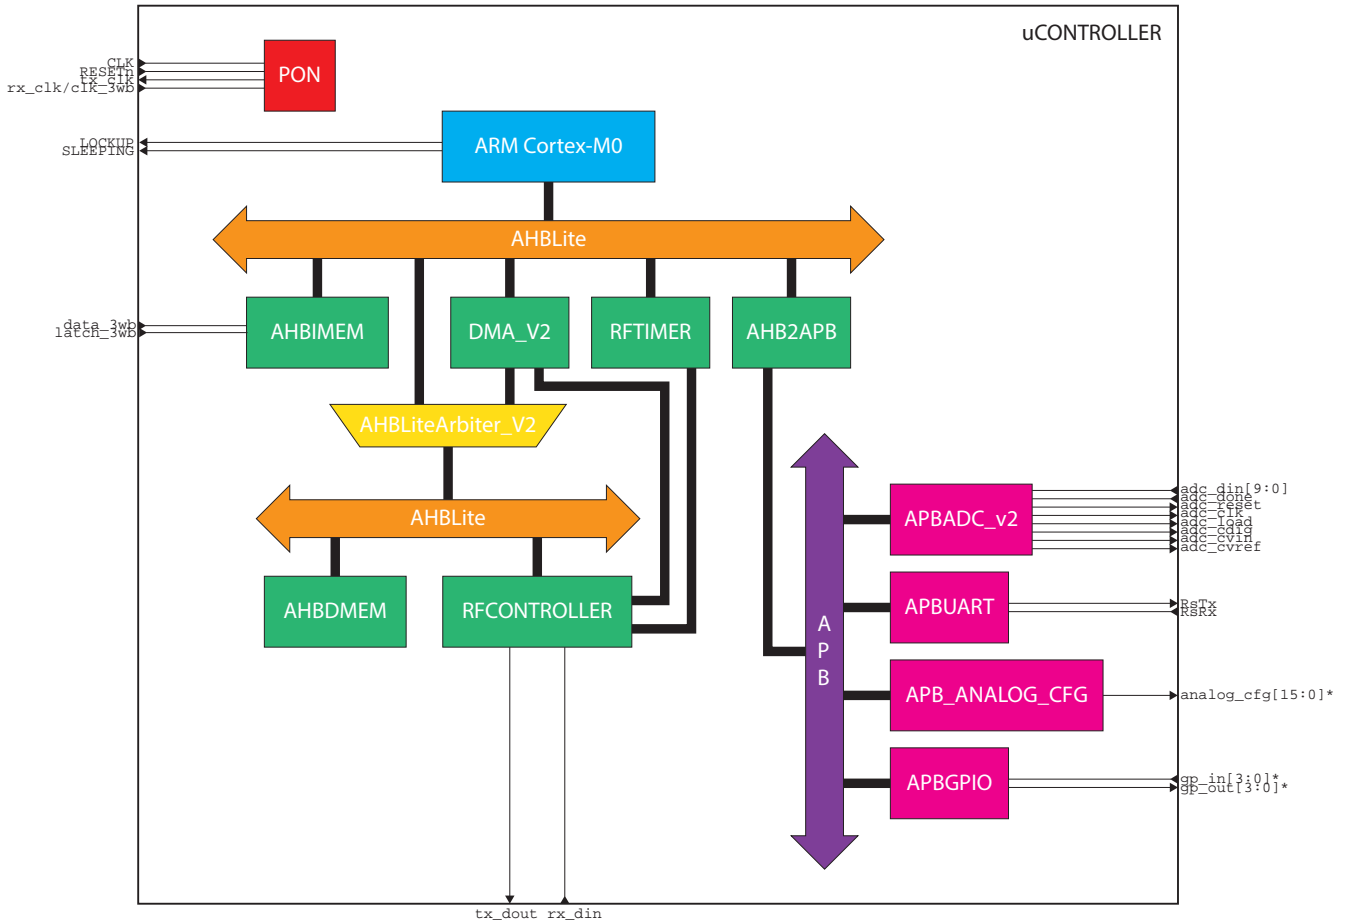 uCONTROLLER
CLK
RESETn
tx_clk
rx_clk/clk_3wb
PON
LOCKUP
SLEEPING
ARM Cortex-M0
AHBLite
data_3wb
latch_3wb
AHBIMEM
DMA_V2
RFTIMER
AHB2APB
AHBLiteArbiter_V2
AHBLite
AHBDMEM
RFCONTROLLER
A
P
B
APBADC_v2
adc_din[9:0]
adc_done
adc_reset
adc_clk
adc_load
adc_cdig
adc_cvin
adc_cvref
APBUART
RsTx
RsRx
APB_ANALOG_CFG
analog_cfg[15:0]*
APBGPIO
gp_in[3:0]*
gp_out[3:0]*
tx_dout rx_din